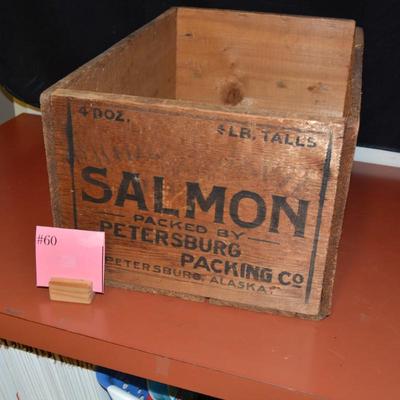 4 DOZ. 1 LB. TALLS
SALMON
PACKED BY
PETERSBURG
PACKING CO
PETERSBURG, ALASKA.
#60